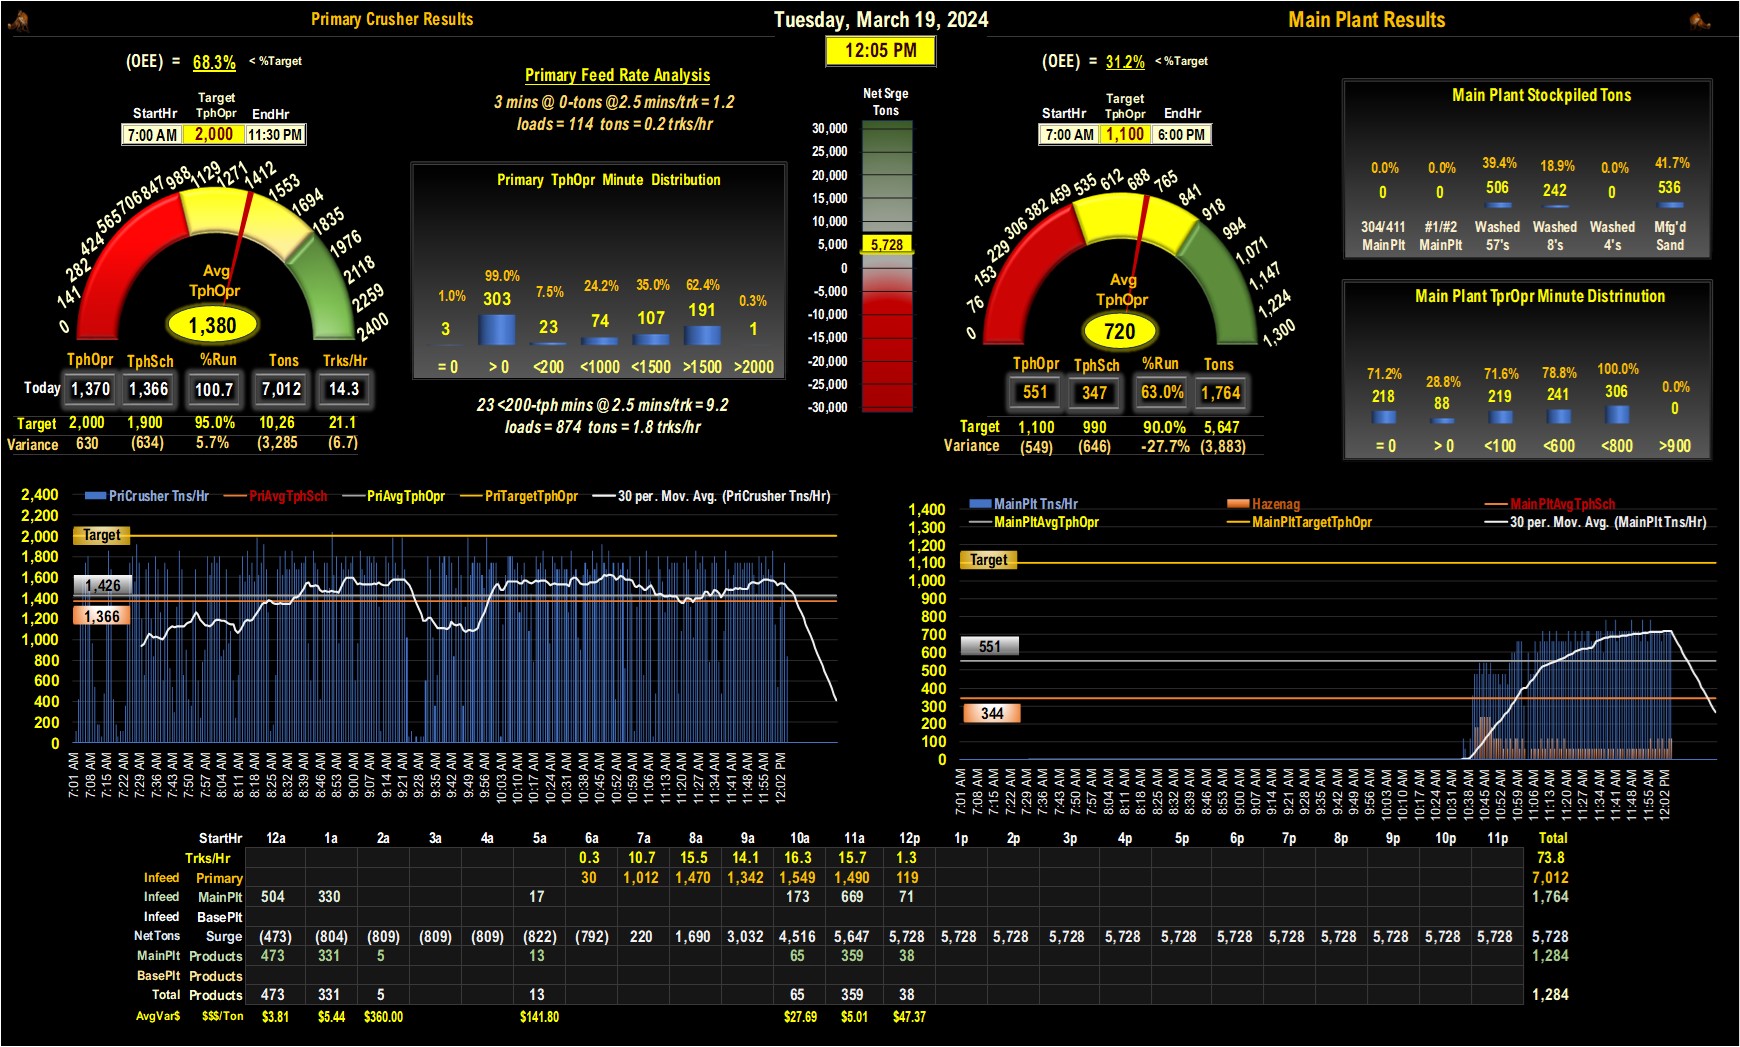 Primary Crusher Results
Tuesday, March 19, 2024
Main Plant Results
12:05 PM
(OEE) = 68.3% < %Target
Target
StartHr TphOpr EndHr
7:00 AM 2,000 11:30 PM
0 141 282 424 565 706 847 988 1129 1271 1412 1553 1694 1835 1976 2118 2259 2400
Avg
TphOpr
1,380
TphOpr TphSch %Run Tons Trks/Hr
Today 1,370 1,366 100.7 7,012 14.3
Target 2,000 1,900 95.0% 10,26 21.1
Variance 630 (634) 5.7% (3,285 (6.7)
Primary Feed Rate Analysis
3 mins @ 0-tons @2.5 mins/trk = 1.2
loads = 114 tons = 0.2 trks/hr
Primary TphOpr Minute Distribution
1.0% 99.0% 7.5% 24.2% 35.0% 62.4% 0.3%
3 303 23 74 107 191 1
= 0 > 0 <200 <1000 <1500 >1500 >2000
23 <200-tph mins @ 2.5 mins/trk = 9.2
loads = 874 tons = 1.8 trks/hr
Net Srge
Tons
30,000
25,000
20,000
15,000
10,000
5,000
5,728
0
-5,000
-10,000
-15,000
-20,000
-25,000
-30,000
(OEE) = 31.2% < %Target
Target
StartHr TphOpr EndHr
7:00 AM 1,100 6:00 PM
0 76 153 229 306 382 459 535 612 688 765 841 918 994 1,071 1,147 1,224 1,300
Avg
TphOpr
720
TphOpr TphSch %Run Tons
551 347 63.0% 1,764
Target 1,100 990 90.0% 5,647
Variance (549) (646) -27.7% (3,883)
Main Plant Stockpiled Tons
0.0% 0.0% 39.4% 18.9% 0.0% 41.7%
0 0 506 242 0 536
304/411 #1/#2 Washed Washed Washed Mfg'd
MainPlt MainPlt 57's 8's 4's Sand
Main Plant TprOpr Minute Distrinution
71.2% 28.8% 71.6% 78.8% 100.0% 0.0%
218 88 219 241 306 0
= 0 > 0 <100 <600 <800 >900
PriCrusher Tns/Hr PriAvgTphSch PriAvgTphOpr PriTargetTphOpr 30 per. Mov. Avg. (PriCrusher Tns/Hr)
2,400
2,200
2,000
1,800
1,600
1,400
1,200
1,000
800
600
400
200
0
Target
1,426
1,366
7:01 AM 7:08 AM 7:15 AM 7:22 AM 7:29 AM 7:36 AM 7:43 AM 7:50 AM 7:57 AM 8:04 AM 8:11 AM 8:18 AM 8:25 AM 8:32 AM 8:39 AM 8:46 AM 8:53 AM 9:00 AM 9:07 AM 9:14 AM 9:21 AM 9:28 AM 9:35 AM 9:42 AM 9:49 AM 9:56 AM 10:03 AM 10:10 AM 10:17 AM 10:24 AM 10:31 AM 10:38 AM 10:45 AM 10:52 AM 10:59 AM 11:06 AM 11:13 AM 11:20 AM 11:27 AM 11:34 AM 11:41 AM 11:48 AM 11:55 AM 12:02 PM
MainPlt Tns/Hr Hazenag MainPltAvgTphSch
MainPltAvgTphOpr MainPltTargetTphOpr 30 per. Mov. Avg. (MainPlt Tns/Hr)
1,400
1,300
1,200
1,100
1,000
900
800
700
600
500
400
300
200
100
0
Target
551
344
7:01 AM 7:08 AM 7:15 AM 7:22 AM 7:29 AM 7:36 AM 7:43 AM 7:50 AM 7:57 AM 8:04 AM 8:11 AM 8:18 AM 8:25 AM 8:32 AM 8:39 AM 8:46 AM 8:53 AM 9:00 AM 9:07 AM 9:14 AM 9:21 AM 9:28 AM 9:35 AM 9:42 AM 9:49 AM 9:56 AM 10:03 AM 10:10 AM 10:17 AM 10:24 AM 10:31 AM 10:38 AM 10:45 AM 10:52 AM 10:59 AM 11:06 AM 11:13 AM 11:20 AM 11:27 AM 11:34 AM 11:41 AM 11:48 AM 11:55 AM 12:02 PM
StartHr 12a 1a 2a 3a 4a 5a 6a 7a 8a 9a 10a 11a 12p 1p 2p 3p 4p 5p 6p 7p 8p 9p 10p 11p Total
Trks/Hr 0.3 10.7 15.5 14.1 16.3 15.7 1.3 73.8
Infeed Primary 30 1,012 1,470 1,342 1,549 1,490 119 7,012
Infeed MainPlt 504 330 17 173 669 71 1,764
Infeed BasePlt
NetTons Surge (473) (804) (809) (809) (809) (822) (792) 220 1,690 3,032 4,516 5,647 5,728 5,728 5,728 5,728 5,728 5,728 5,728 5,728 5,728 5,728 5,728 5,728 5,728
MainPlt Products 473 331 5 13 65 359 38 1,284
BasePlt Products
Total Products 473 331 5 13 65 359 38 1,284
AvgVar$ $$$/Ton $3.81 $5.44 $360.00 $141.80 $27.69 $5.01 $47.37